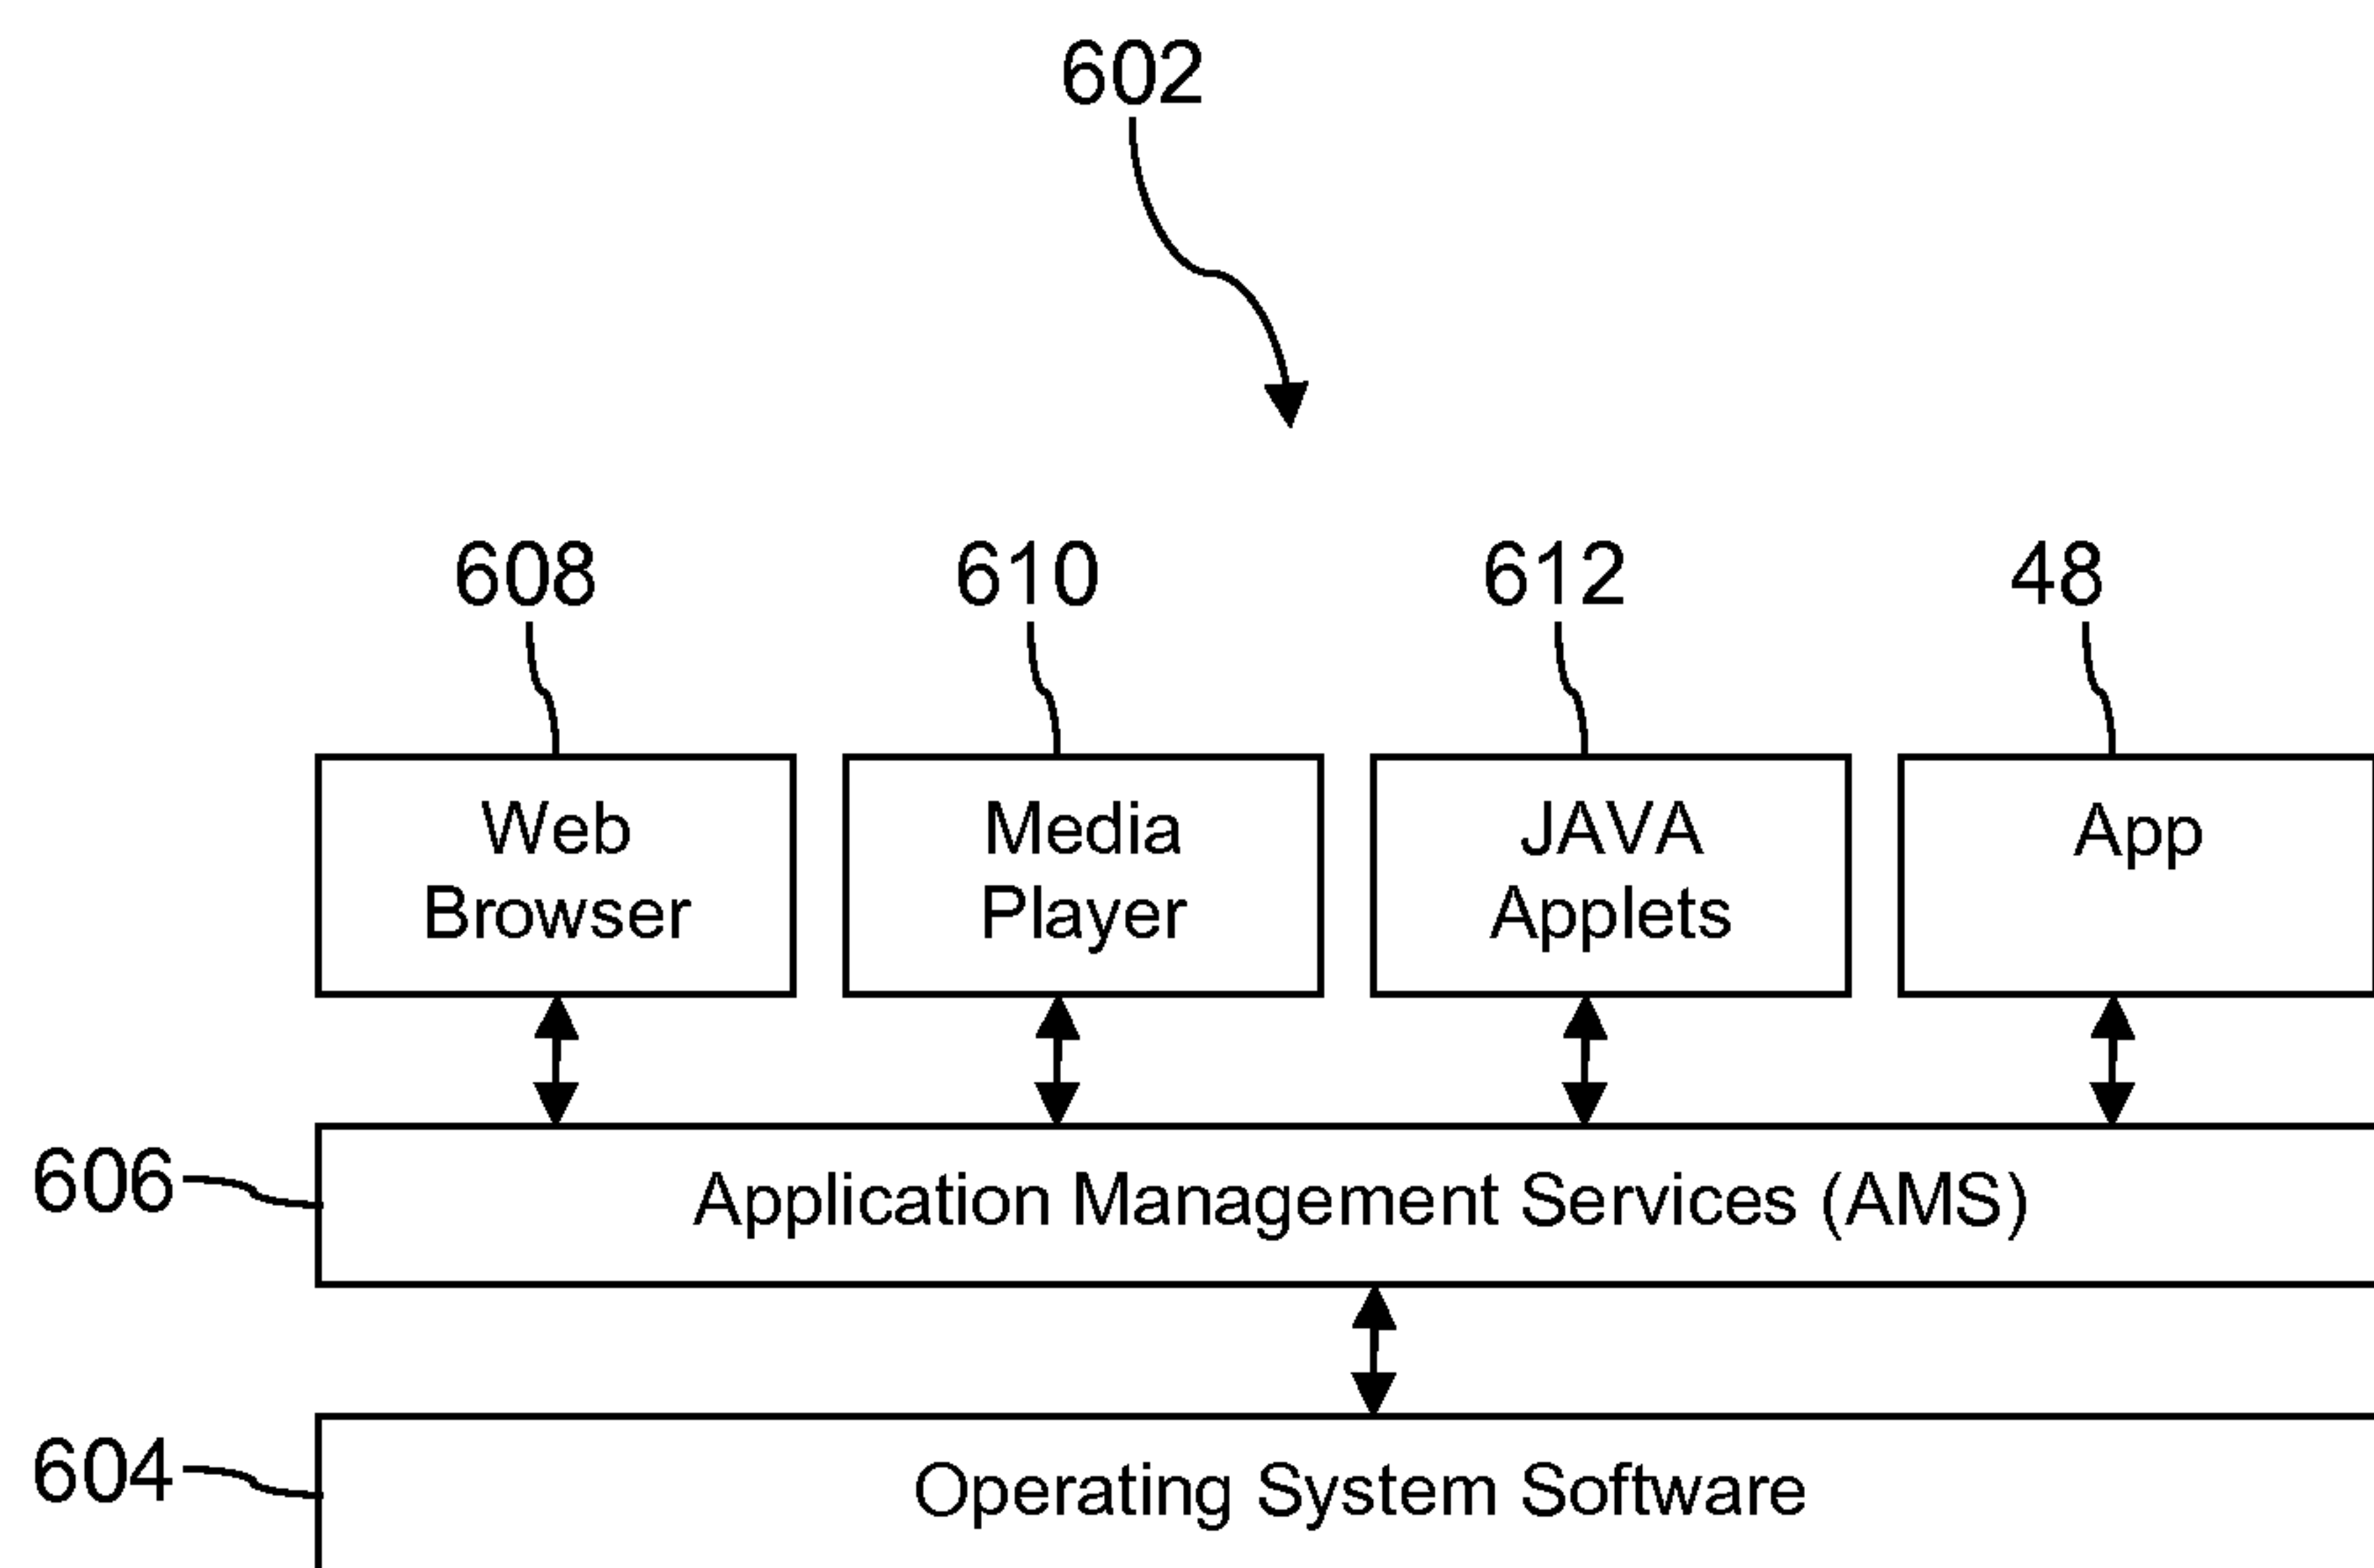 602
608
610
612
48
Web
Browser
Media
Player
JAVA
Applets
App
606
Application Management Services (AMS)
604
Operating System Software